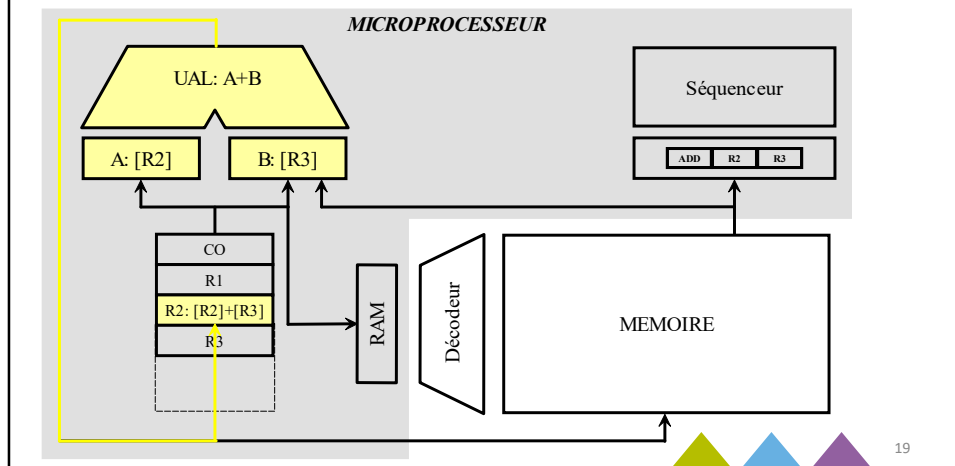 MICROPROCESSEUR
UAL: A+B
Séquenceur
A: [R2]
B: [R3]
ADD R2 R3
CO
R1
R2: [R2]+[R3]
R3
RAM
Décodeur
MEMOIRE
19